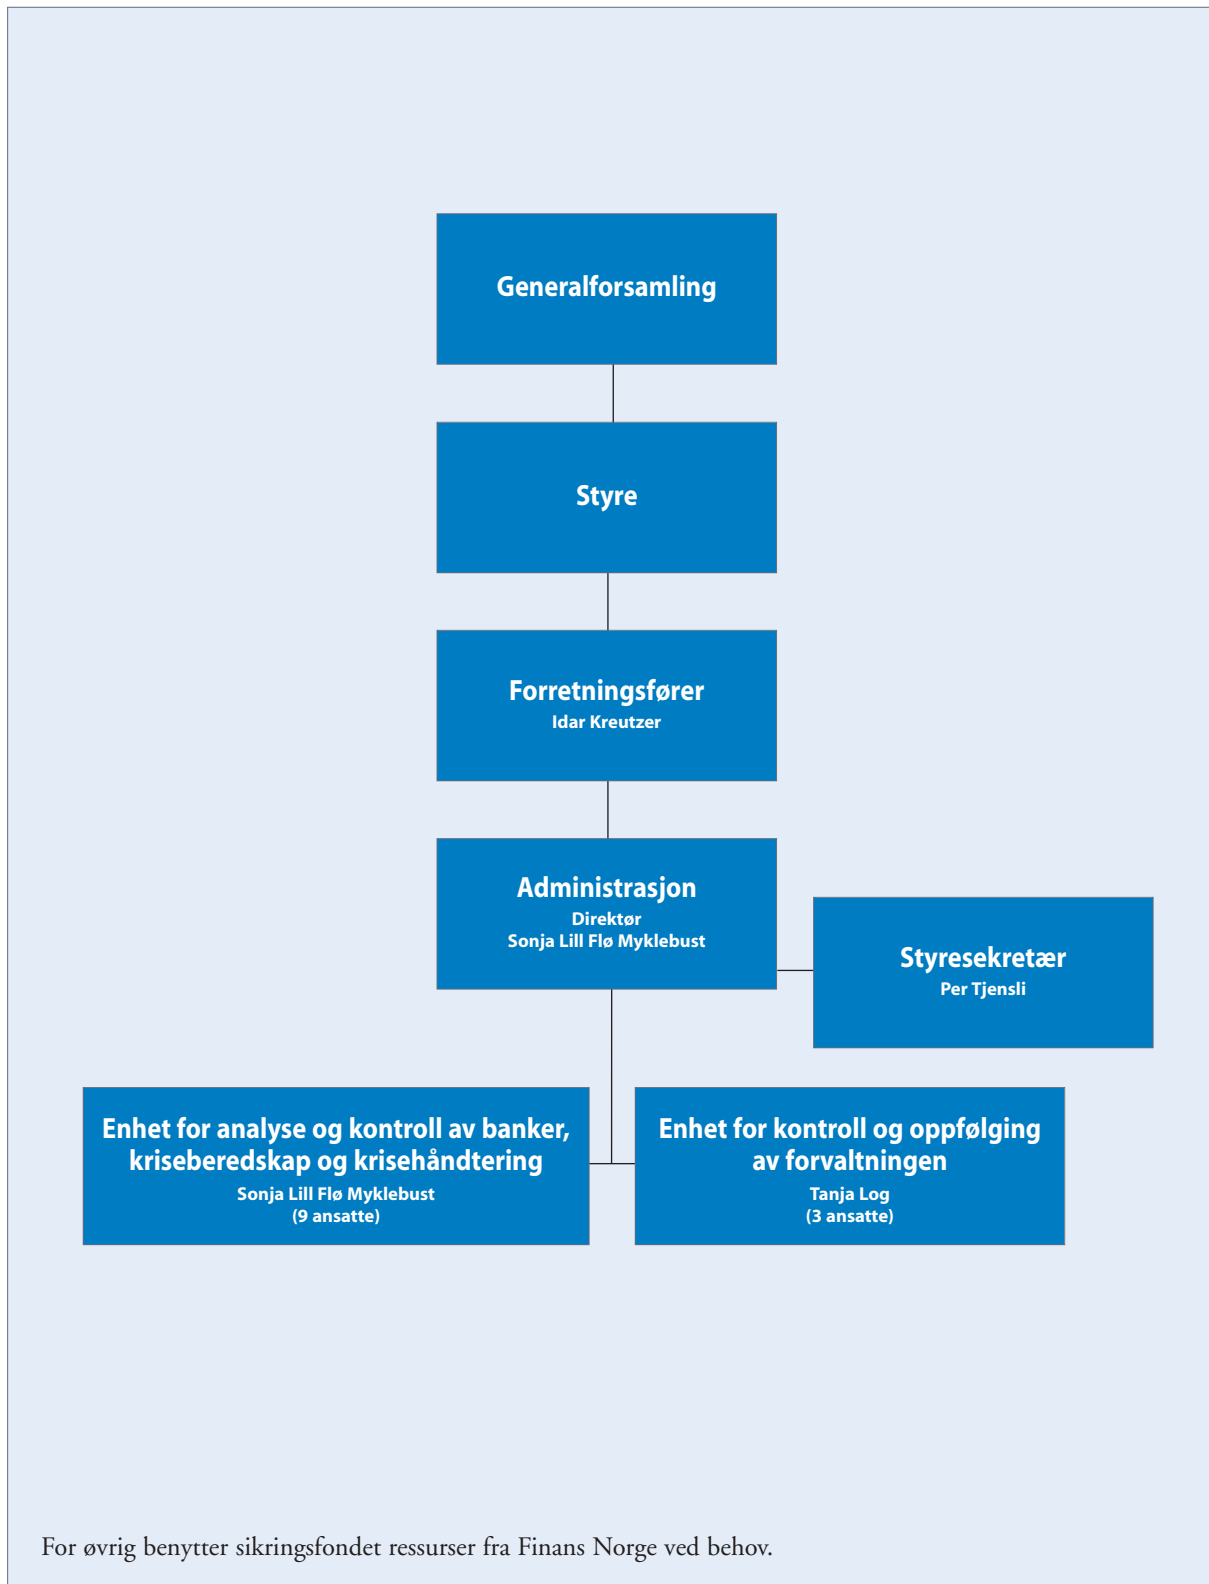 Generalforsamling
Styre
Forretningsfører
Idar Kreutzer
Administrasjon
Direktør
Sonja Lill Flø Myklebust
Styresekretær
Per Tjensli
Enhet for analyse og kontroll av banker,
kriseberedskap og krisehåndtering
Sonja Lill Flø Myklebust
(9 ansatte)
Enhet for kontroll og oppfølging
av forvaltningen
Tanja Log
(3 ansatte)
For øvrig benytter sikringsfondet ressurser fra Finans Norge ved behov.